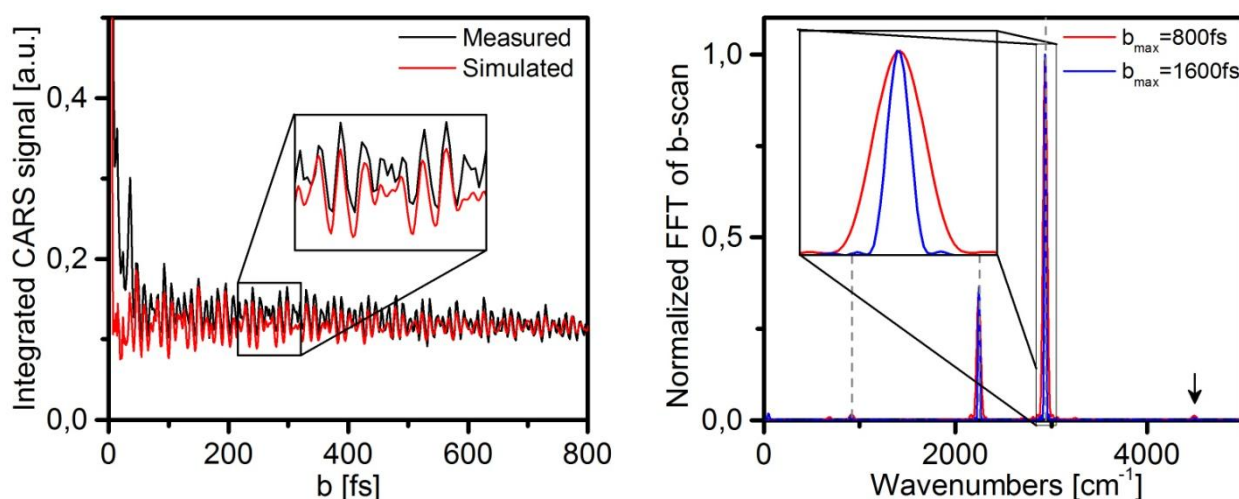 Integrated CARS signal [a.u.]
0,4
0,2
0,0
0
200
400
600
800
b [fs]
Measured
Simulated
Normalized FFT of b-scan
1,0
0,5
0,0
0
2000
4000
Wavenumbers [cm⁻¹]
b_max=800fs
b_max=1600fs